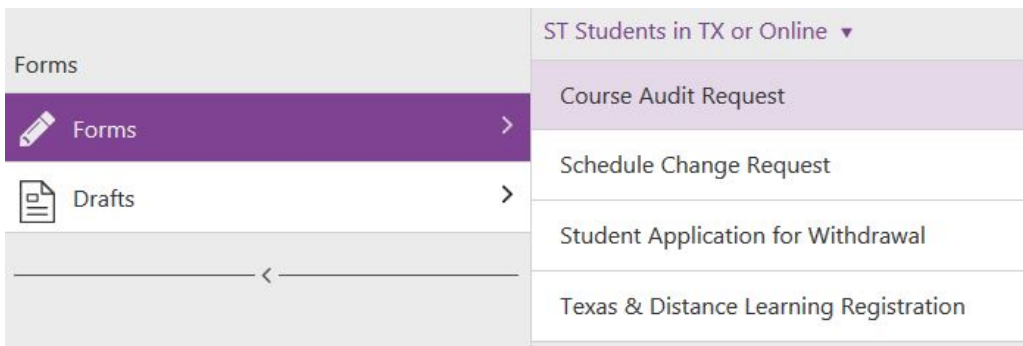 Forms
Forms
Drafts
ST Students in TX or Online
Course Audit Request
Schedule Change Request
Student Application for Withdrawal
Texas & Distance Learning Registration